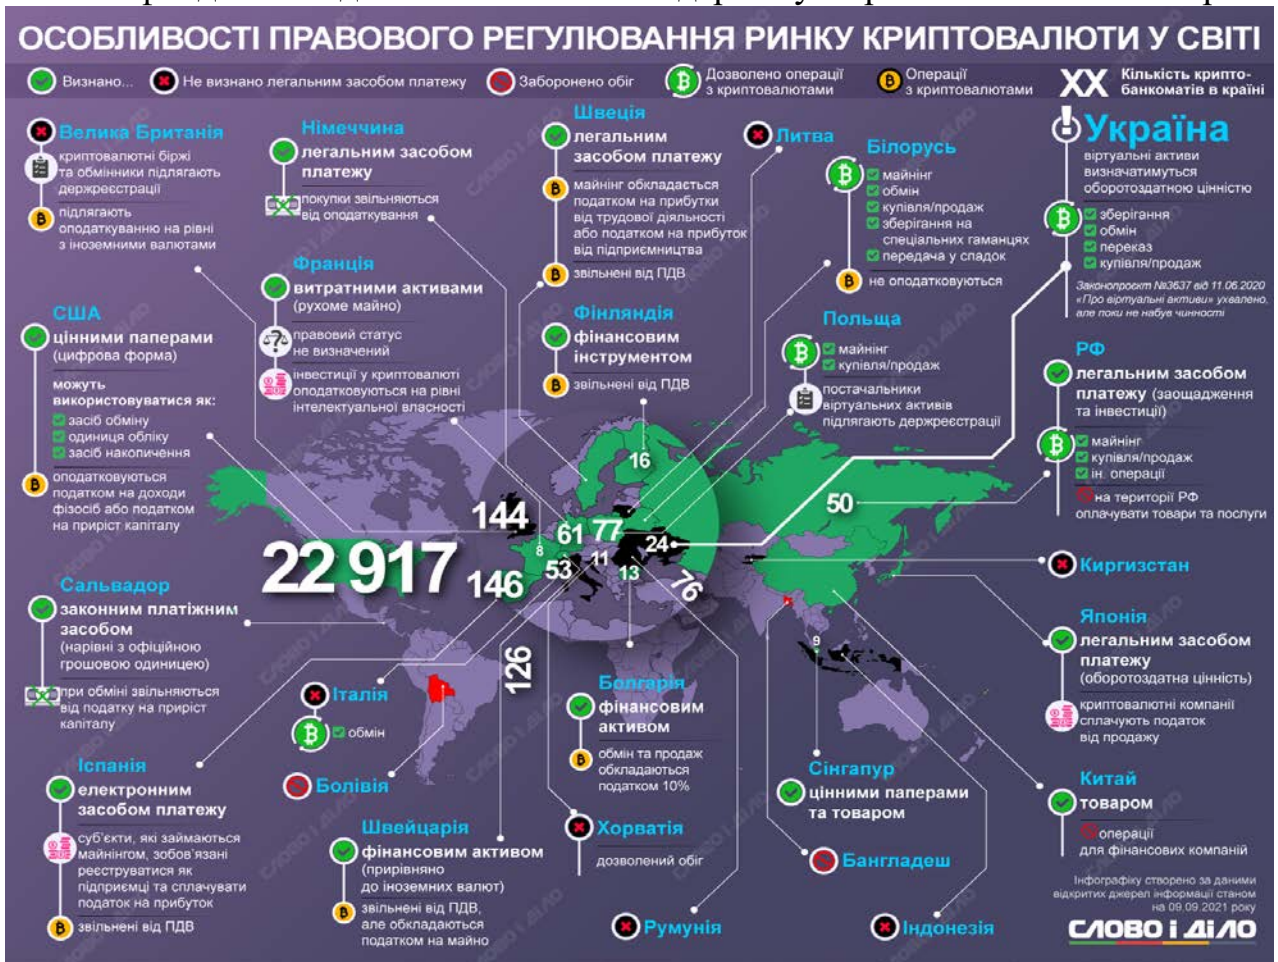 ОСОБЛИВОСТІ ПРАВОВОГО РЕГУЛЮВАННЯ РИНКУ КРИПТОВАЛЮТИ У СВІТІ
Визнано...
Не визнано легальним засобом платежу
Заборонено обіг
Дозволено операції
з криптовалютами
Операції
з криптовалютами
XX
Кількість крипто-
банкоматів в країні
Велика Британія
криптовалютні біржі
та обмінники підлягають
держреєстрації
підлягають
оподаткуванню на рівні
з іноземними валютами
Німеччина
легальним засобом
платежу
покупки звільняються
від оподаткування
Франція
витратними активами
(рухоме майно)
правовий статус
не визначений
інвестиції у криптовалюті
оподатковуються на рівні
інтелектуальної власності
Швеція
легальним
засобом платежу
майнінг обкладається
податком на прибутки
від трудової діяльності
або податком на прибуток
від підприємництва
звільнені від ПДВ
Фінляндія
фінансовим
інструментом
звільнені від ПДВ
Литва
Білорусь
майнінг
обмін
купівля/продаж
зберігання на
спеціальних гаманцях
передача у спадок
не оподатковуються
Польща
майнінг
купівля/продаж
постачальники
віртуальних активів
підлягають держреєстрації
Україна
віртуальні активи
визначатимуться
оборотоздатною цінністю
зберігання
обмін
переказ
купівля/продаж
Законопроєкт №3637 від 11.06.2020
«Про віртуальні активи» ухвалено,
але поки не набув чинності
США
цінними паперами
(цифрова форма)
можуть
використовуватися як:
засіб обміну
одиниця обліку
засіб накопичення
оподатковуються
податком на доходи
фізосіб або податком
на приріст капіталу
РФ
легальним засобом
платежу (заощадження
та інвестиції)
майнінг
купівля/продаж
ін. операції
на території РФ
оплачувати товари та послуги
16
50
144
61
77
24
22 917
8
11
146
53
13
76
126
9
Киргизстан
Сальвадор
законним платіжним
засобом
(нарівні з офіційною
грошовою одиницею)
при обміні звільняються
від податку на приріст
капіталу
Японія
легальним засобом
платежу
(оборотоздатна цінність)
криптовалютні компанії
сплачують податок
від продажу
Італія
обмін
Болівія
Болгарія
фінансовим
активом
обмін та продаж
обкладаються
податком 10%
Іспанія
електронним
засобом платежу
суб'єкти, які займаються
майнінгом, зобов'язані
реєструватися як
підприємці та сплачувати
податок на прибуток
звільнені від ПДВ
Швейцарія
фінансовим активом
(прирівняно
до іноземних валют)
звільнені від ПДВ,
але обкладаються
податком на майно
Хорватія
дозволений обіг
Румунія
Сінгапур
цінними паперами
та товаром
Бангладеш
Індонезія
Китай
товаром
операції
для фінансових компаній
Інфографіку створено за даними
відкритих джерел інформації станом
на 09.09.2021 року
СЛОВО і ДІЛО